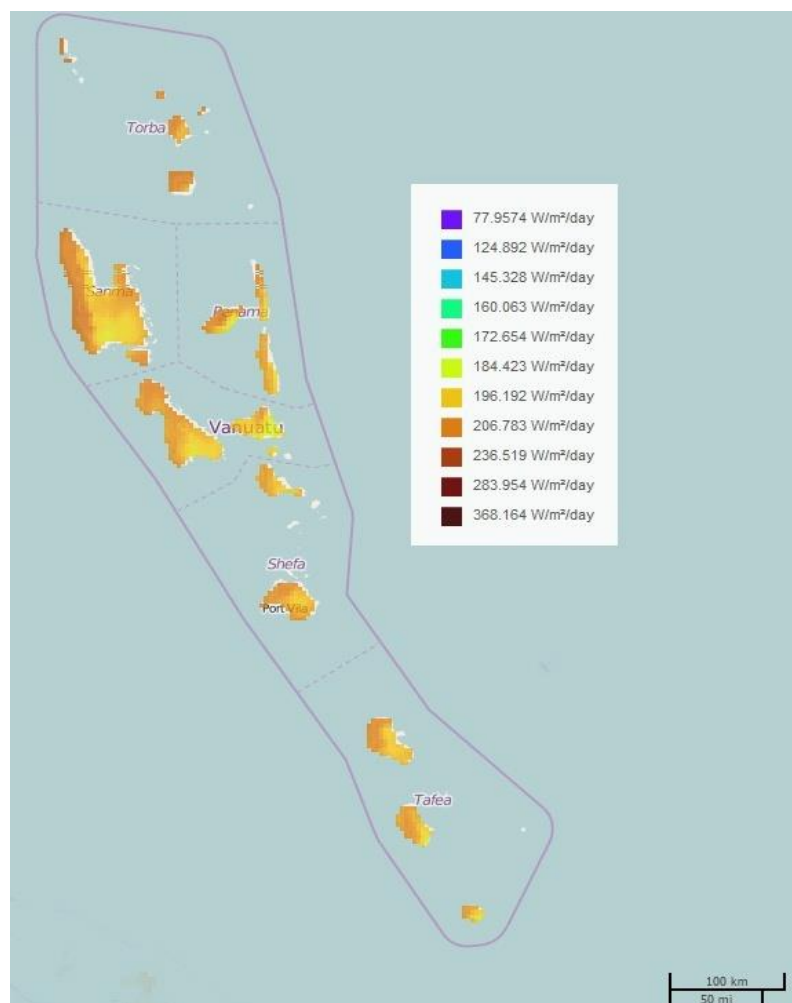 Torba
77.9574 W/m²/day
124.892 W/m²/day
145.328 W/m²/day
160.063 W/m²/day
172.654 W/m²/day
184.423 W/m²/day
196.192 W/m²/day
206.783 W/m²/day
236.519 W/m²/day
283.954 W/m²/day
368.164 W/m²/day
Sanma
Penama
Vanuatu
Shefa
Port Vila
Tafea
100 km
50 mi